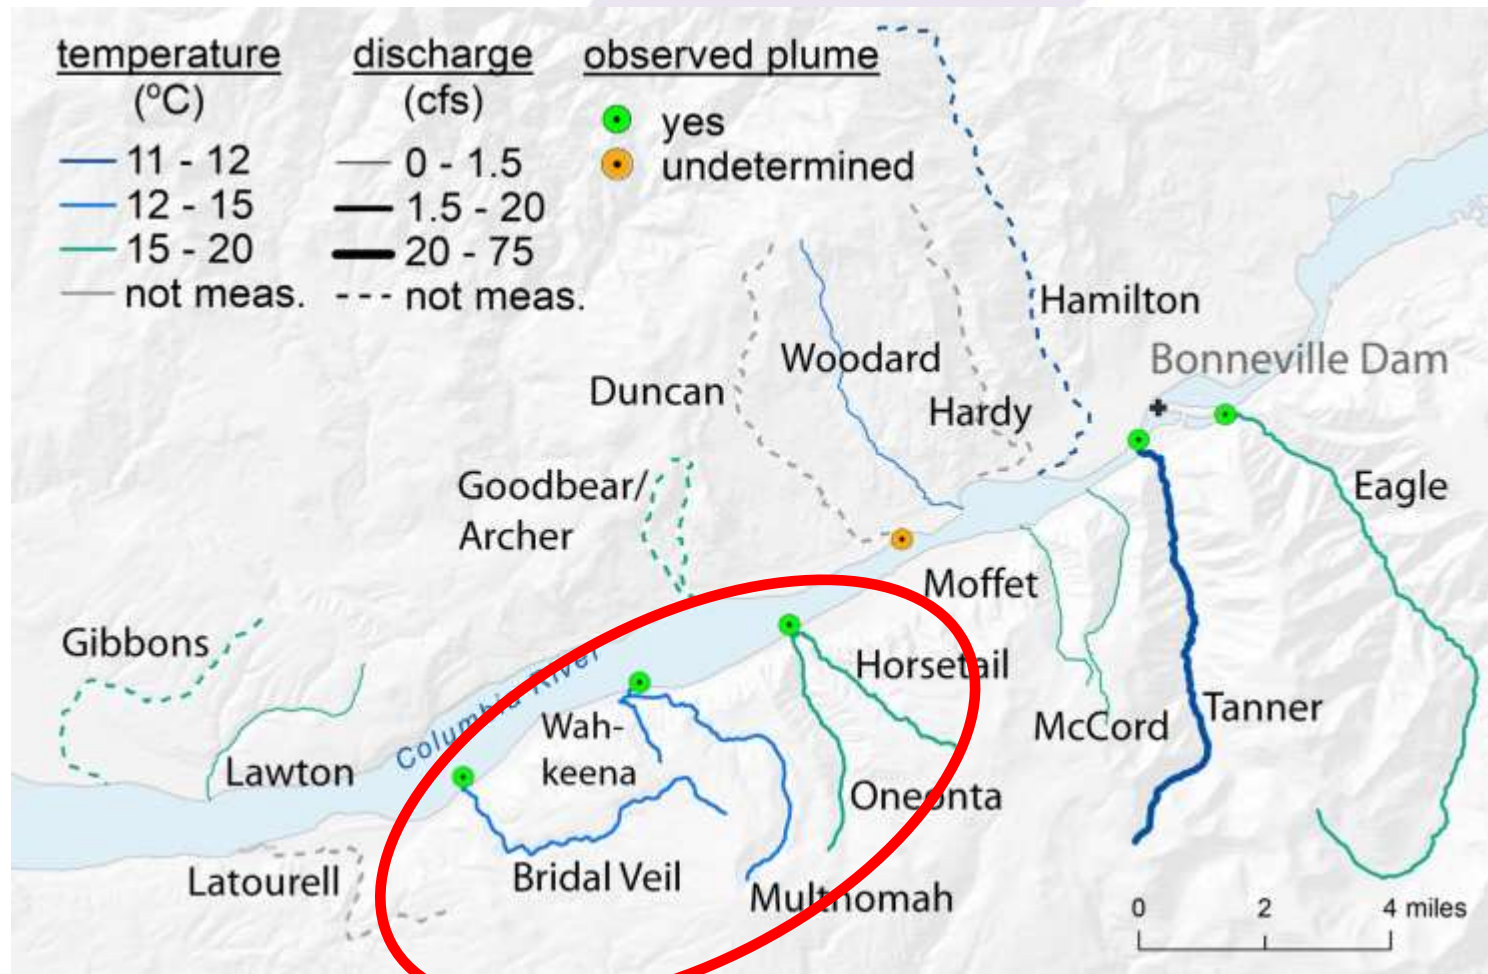 temperature
(ºC)
11 - 12
12 - 15
15 - 20
not meas.
discharge
(cfs)
0 - 1.5
1.5 - 20
20 - 75
not meas.
observed plume
yes
undetermined
Hamilton
Bonneville Dam
Woodard
Duncan
Hardy
Goodbear/
Archer
Eagle
Moffet
Gibbons
Horsetail
Columbia River
Wah-
keena
McCord
Tanner
Lawton
Oneonta
Latourell
Bridal Veil
Multnomah
0 2 4 miles